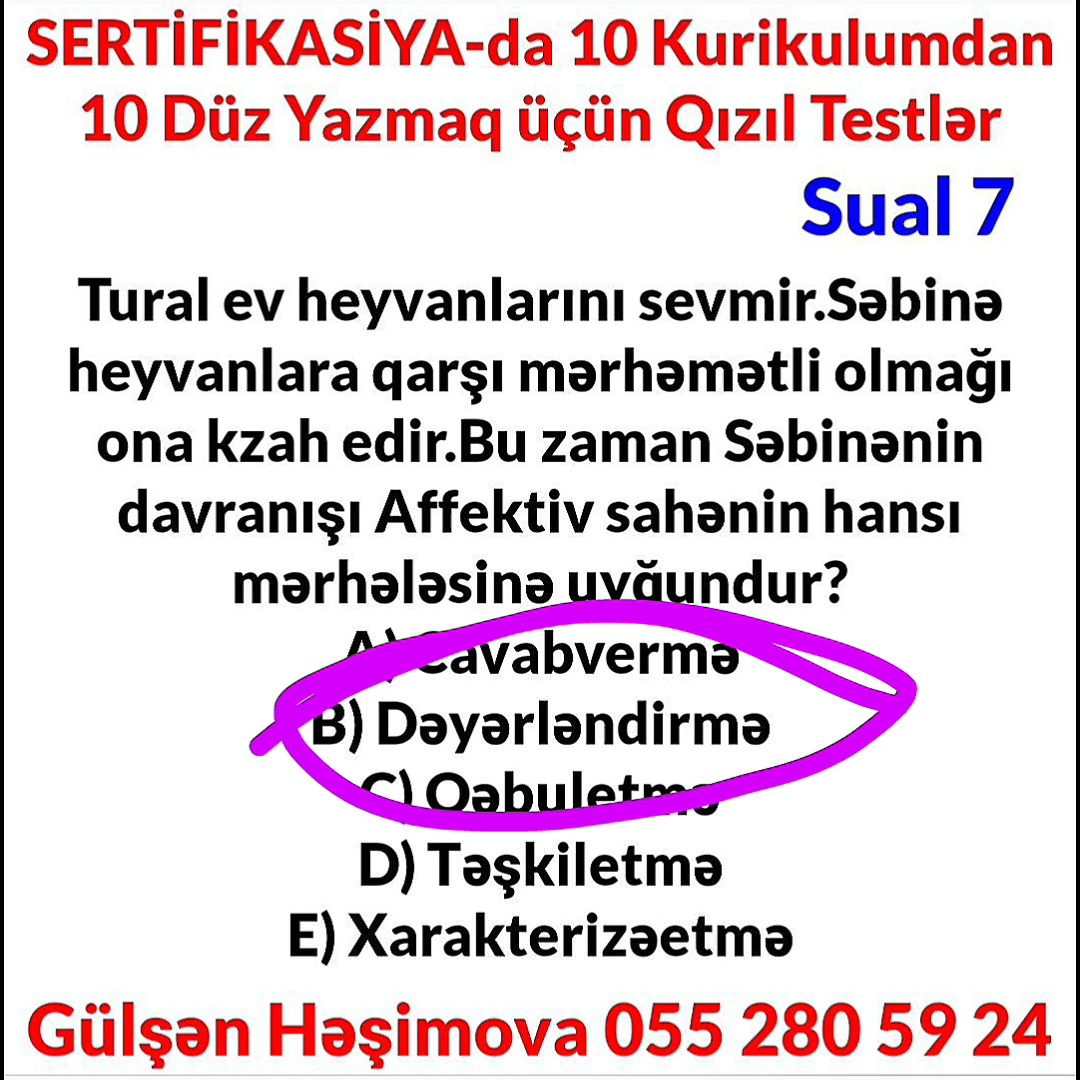 SERTİFİKASİYA-da 10 Kurikulumdan
10 Düz Yazmaq üçün Qızıl Testlər
Sual 7
Tural ev heyvanlarını sevmir.Səbinə
heyvanlara qarşı mərhəmətli olmağı
ona kzah edir.Bu zaman Səbinənin
davranışı Affektiv sahənin hansı
mərhələsinə uyğundur?
A) Cavabvermə
B) Dəyərləndirmə
C) Qəbuletmə
D) Təşkiletmə
E) Xarakterizəetmə
Gülşən Həşimova 055 280 59 24